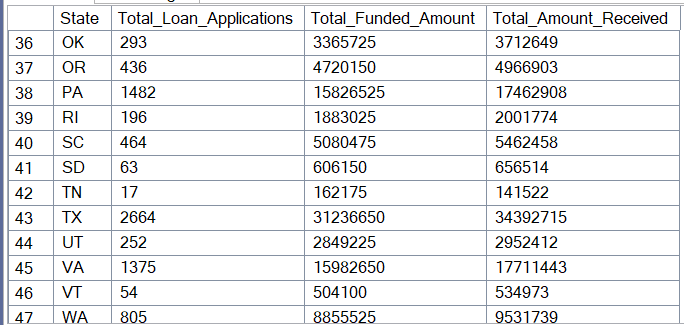 State Total_Loan_Applications Total_Funded_Amount Total_Amount_Received
36 OK 293 3365725 3712649
37 OR 436 4720150 4966903
38 PA 1482 15826525 17462908
39 RI 196 1883025 2001774
40 SC 464 5080475 5462458
41 SD 63 606150 656514
42 TN 17 162175 141522
43 TX 2664 31236650 34392715
44 UT 252 2849225 2952412
45 VA 1375 15982650 17711443
46 VT 54 504100 534973
47 WA 805 8855525 9531739